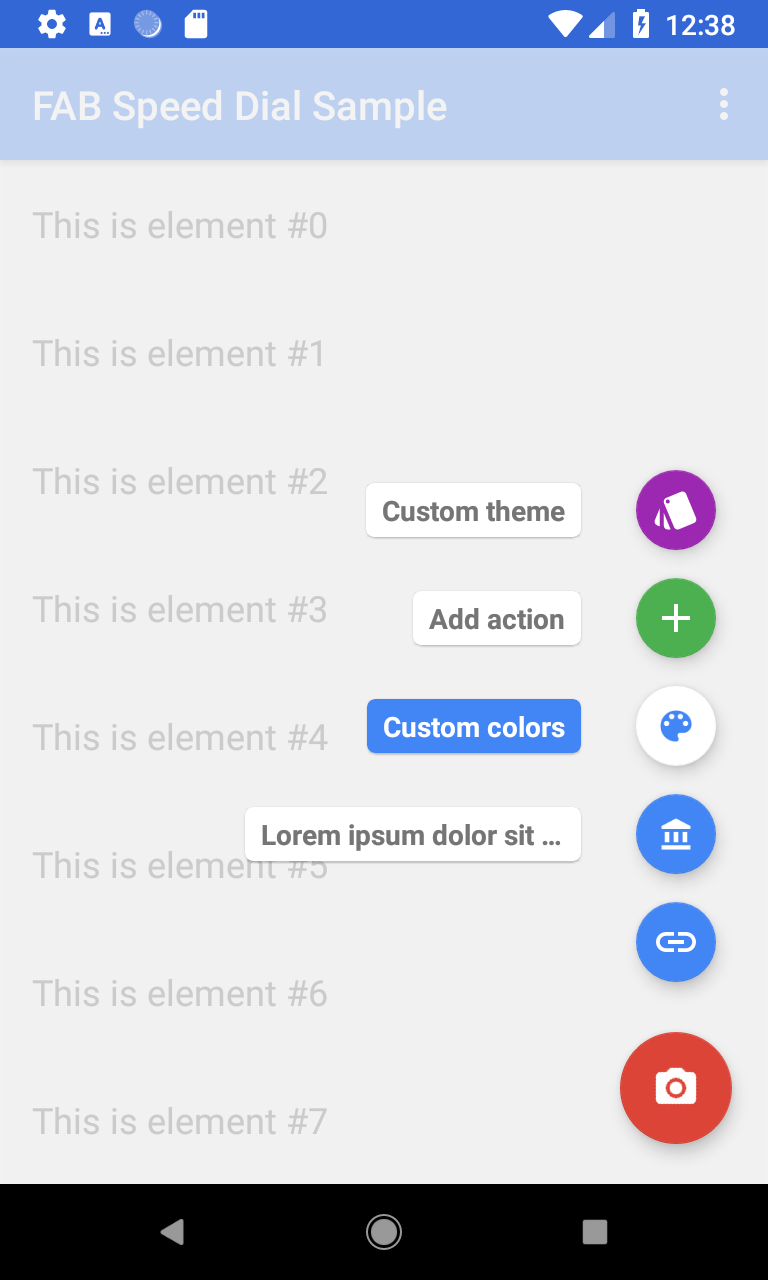 12:38
FAB Speed Dial Sample
This is element #0
This is element #1
This is element #2
Custom theme
This is element #3
Add action
This is element #4
Custom colors
Lorem ipsum dolor sit …
This is element #5
This is element #6
This is element #7